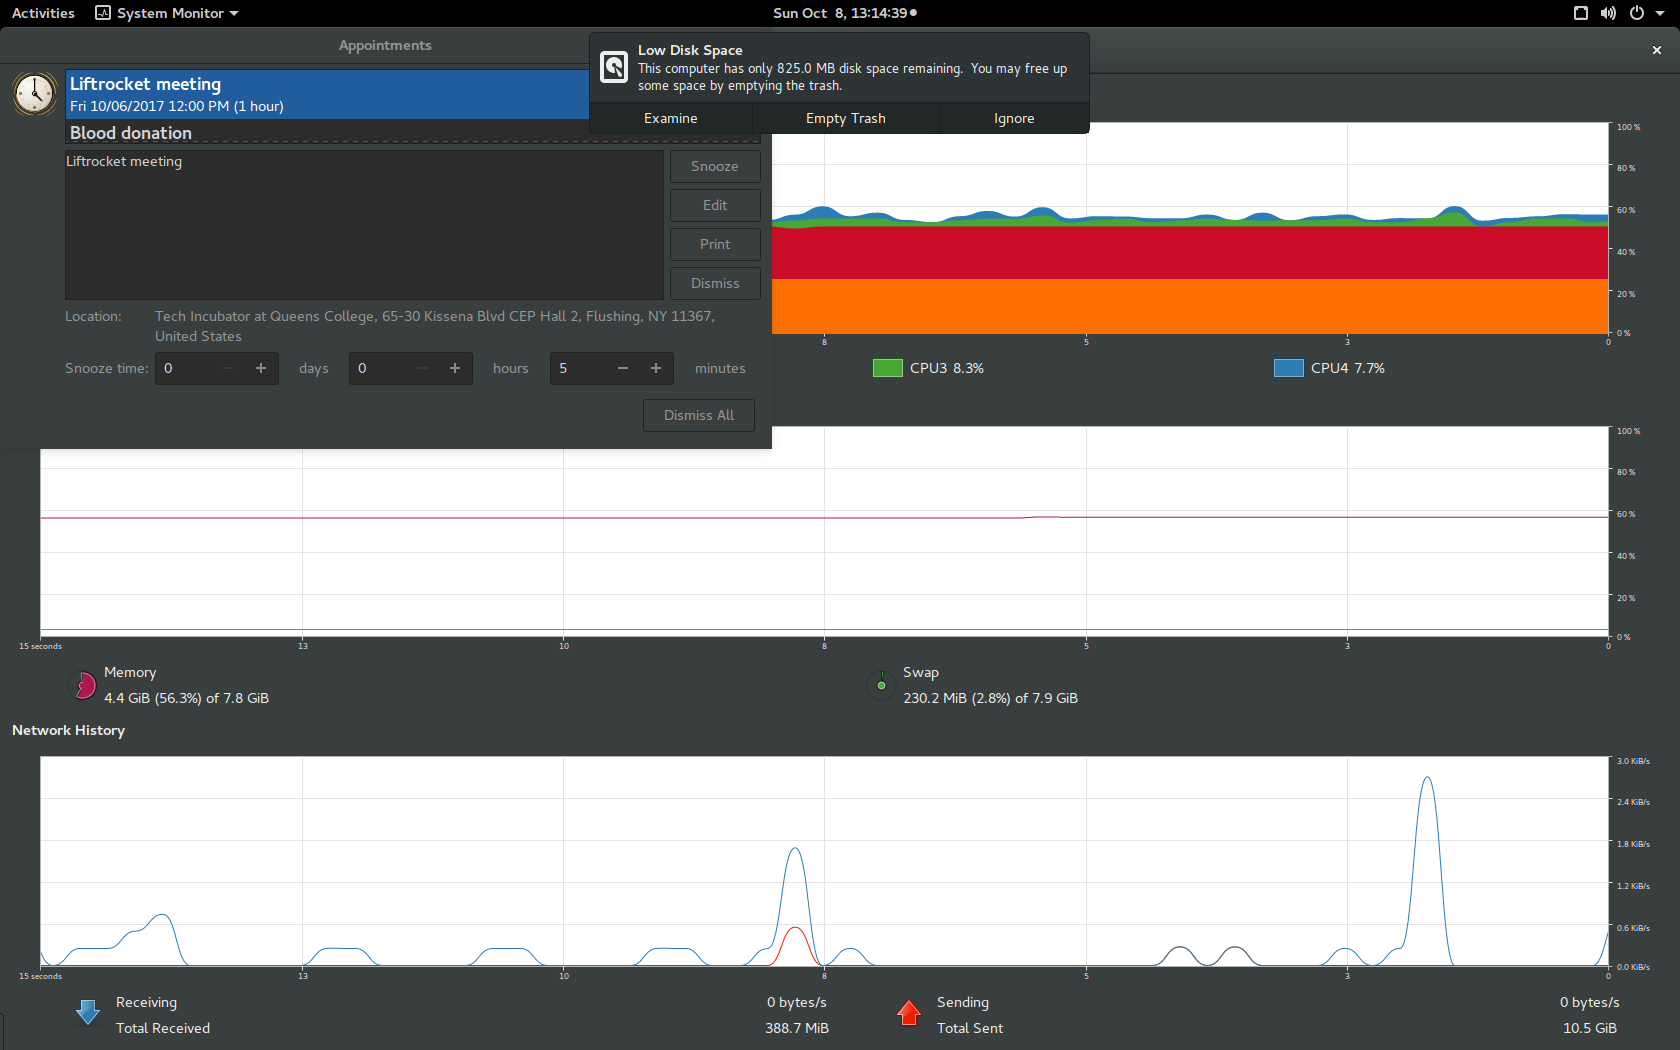 Activities
System Monitor
Sun Oct  8, 13:14:39
Appointments
Liftrocket meeting
Fri 10/06/2017 12:00 PM (1 hour)
Blood donation
Liftrocket meeting
Snooze
Edit
Print
Dismiss
Location: Tech Incubator at Queens College, 65-30 Kissena Blvd CEP Hall 2, Flushing, NY 11367,
United States
Snooze time: 0 − + days 0 − + hours 5 − + minutes
Dismiss All
Low Disk Space
This computer has only 825.0 MB disk space remaining.  You may free up
some space by emptying the trash.
Examine Empty Trash Ignore
100 %
80 %
60 %
40 %
20 %
0 %
8 5 3 0
CPU3 8.3% CPU4 7.7%
100 %
80 %
60 %
40 %
20 %
0 %
15 seconds 13 10 8 5 3 0
Memory
4.4 GiB (56.3%) of 7.8 GiB
Swap
230.2 MiB (2.8%) of 7.9 GiB
Network History
3.0 KiB/s
2.4 KiB/s
1.8 KiB/s
1.2 KiB/s
0.6 KiB/s
0.0 KiB/s
15 seconds 13 10 8 5 3 0
Receiving 0 bytes/s
Total Received 388.7 MiB
Sending 0 bytes/s
Total Sent 10.5 GiB